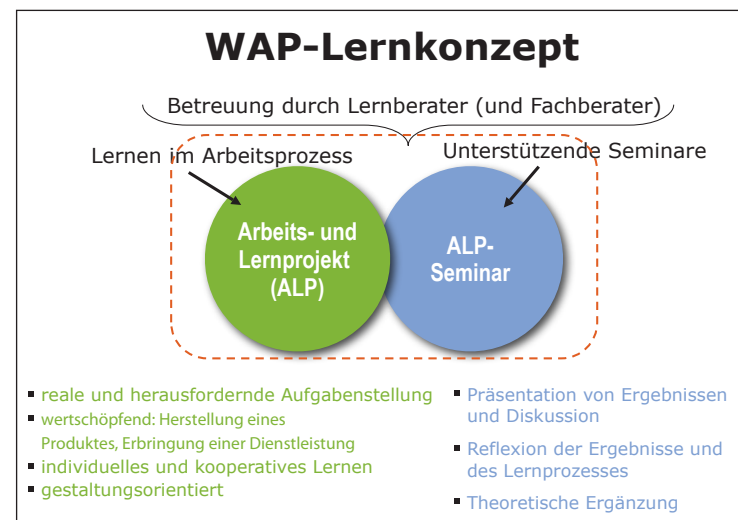 WAP-Lernkonzept
Betreuung durch Lernberater (und Fachberater)
Lernen im Arbeitsprozess
Unterstützende Seminare
Arbeits- und
Lernprojekt
(ALP)
ALP-
Seminar
▪ reale und herausfordernde Aufgabenstellung
▪ wertschöpfend: Herstellung eines
Produktes, Erbringung einer Dienstleistung
▪ individuelles und kooperatives Lernen
▪ gestaltungsorientiert
▪ Präsentation von Ergebnissen
und Diskussion
▪ Reflexion der Ergebnisse und
des Lernprozesses
▪ Theoretische Ergänzung